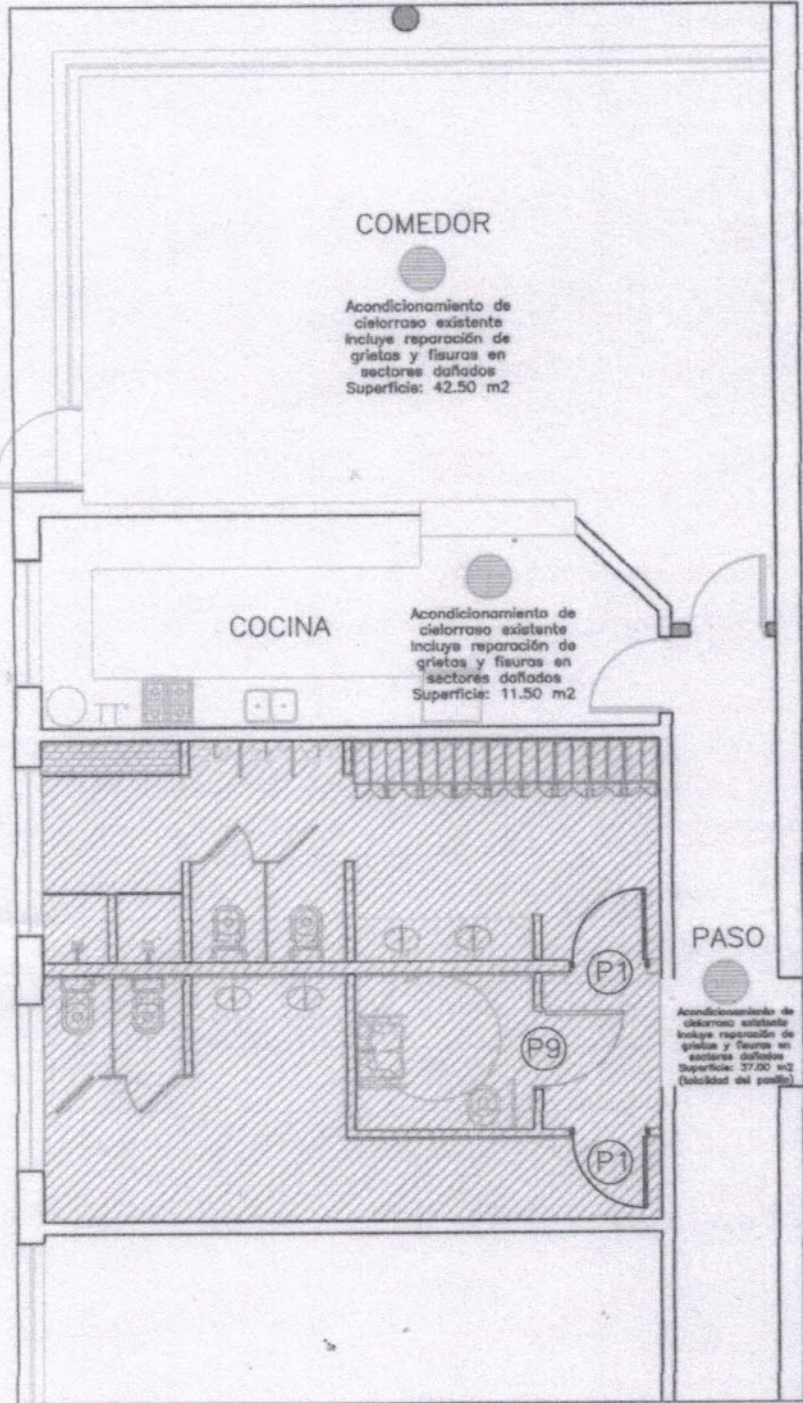 COMEDOR
Acondicionamiento de
cielorraso existente
Incluye reparación de
grietas y fisuras en
sectores dañados
Superficie: 42.50 m2
COCINA
Acondicionamiento de
cielorraso existente
Incluye reparación de
grietas y fisuras en
sectores dañados
Superficie: 11.50 m2
PASO
Acondicionamiento de
cielorraso existente
Incluye reparación de
grietas y fisuras en
sectores dañados
Superficie: 37.00 m2
(totalidad del pasillo)
P1
P9
P1